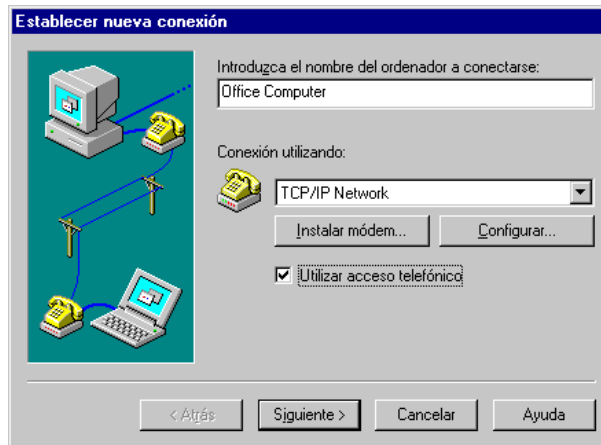 Establecer nueva conexión
Introduzca el nombre del ordenador a conectarse:
Office Computer
Conexión utilizando:
TCP/IP Network
Instalar módem...
Configurar...
Utilizar acceso telefónico
< Atrás
Siguiente >
Cancelar
Ayuda